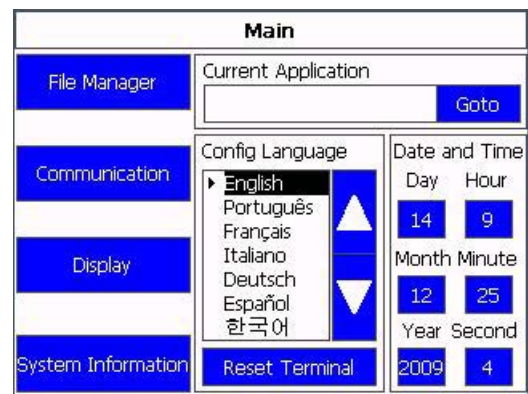 Main
File Manager
Communication
Display
System Information
Current Application
Goto
Config Language
English
Português
Français
Italiano
Deutsch
Español
한국어
Reset Terminal
Date and Time
Day Hour
14 9
Month Minute
12 25
Year Second
2009 4